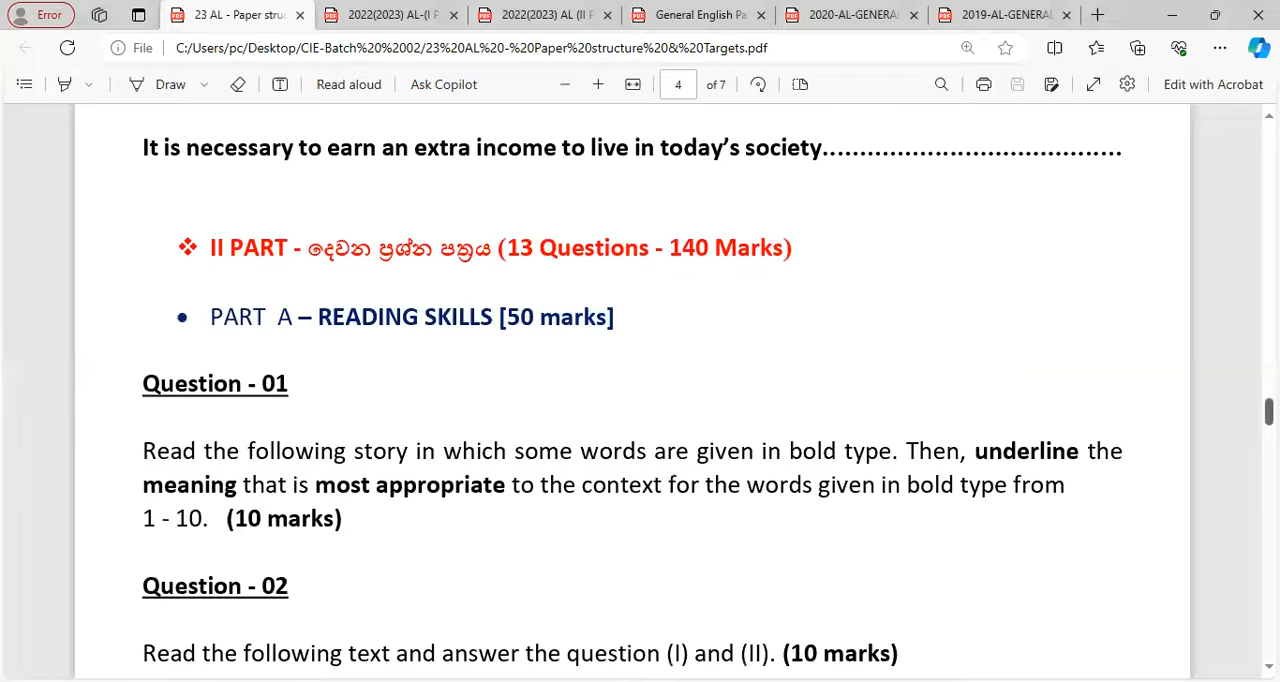 Error
23 AL - Paper struc
2022(2023) AL-(I P
2022(2023) AL (II P
General English Pa
2020-AL-GENERAL
2019-AL-GENERAL
File
C:/Users/pc/Desktop/CIE-Batch%20%2002/23%20AL%20-%20Paper%20structure%20&%20Targets.pdf
Draw
Read aloud
Ask Copilot
4 of 7
Edit with Acrobat
It is necessary to earn an extra income to live in today’s society.......................................
❖ II PART - දෙවන ප්‍රශ්න පත්‍රය (13 Questions - 140 Marks)
• PART A – READING SKILLS [50 marks]
Question - 01
Read the following story in which some words are given in bold type. Then, underline the
meaning that is most appropriate to the context for the words given in bold type from
1 - 10. (10 marks)
Question - 02
Read the following text and answer the question (I) and (II). (10 marks)